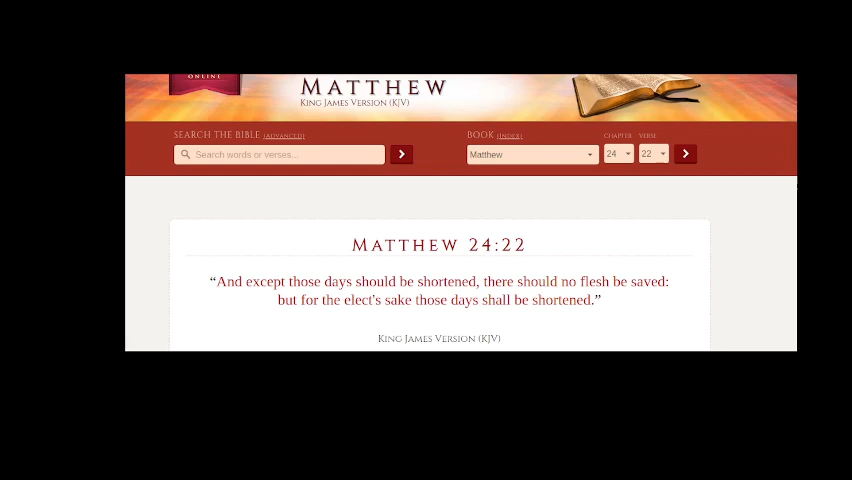 ONLINE
MATTHEW
KING JAMES VERSION (KJV)
SEARCH THE BIBLE (ADVANCED)
BOOK (INDEX)
CHAPTER
VERSE
Search words or verses...
Matthew
24
22
MATTHEW 24:22
“And except those days should be shortened, there should no flesh be saved:
but for the elect's sake those days shall be shortened.”
KING JAMES VERSION (KJV)